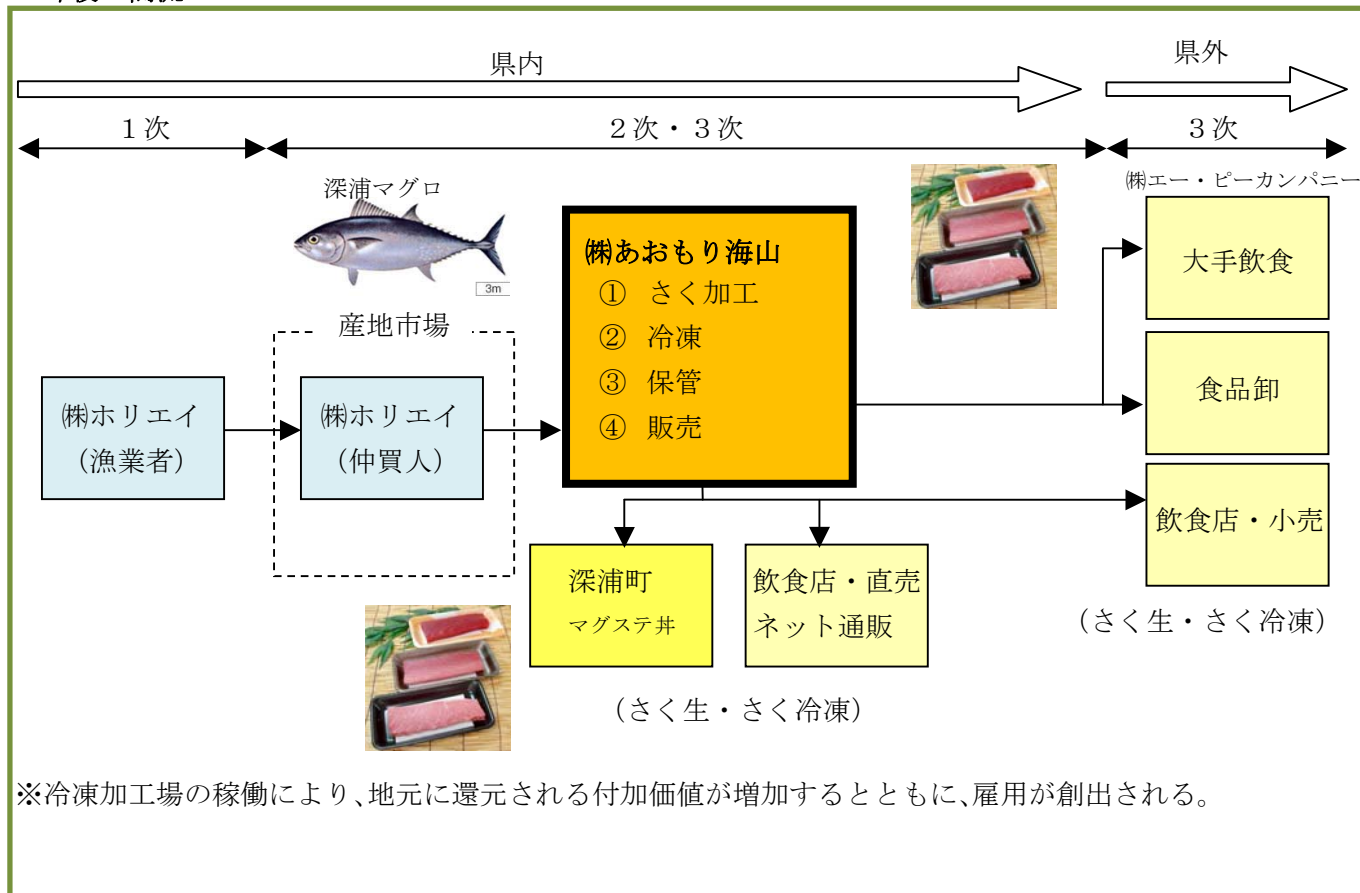 県内
県外
1次
2次・3次
3次
深浦マグロ
3m
㈱エー・ピーカンパニー
㈱あおもり海山
① さく加工
② 冷凍
③ 保管
④ 販売
大手飲食
産地市場
㈱ホリエイ
(漁業者)
㈱ホリエイ
(仲買人)
食品卸
飲食店・小売
深浦町
マグステ丼
飲食店・直売
ネット通販
(さく生・さく冷凍)
(さく生・さく冷凍)
※冷凍加工場の稼働により、地元に還元される付加価値が増加するとともに、雇用が創出される。